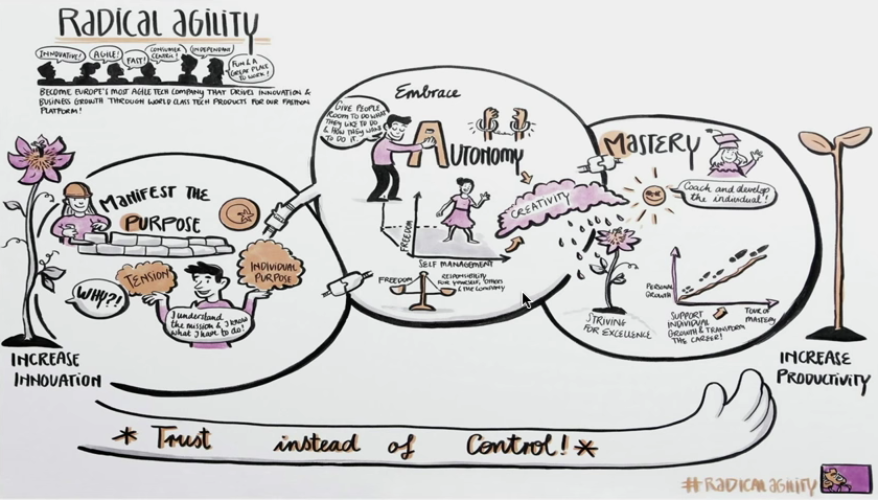 RADICAL AGILITY
INNOVATIVE!
AGILE!
FAST!
CONSUMER CLASSIC!
INDEPENDENT
FUN & A
GREAT PLACE
TO WORK!
BECOME EUROPE'S MOST AGILE TECH COMPANY THAT DRIVES INNOVATION &
BUSINESS GROWTH THROUGH WORLD CLASS TECH PRODUCTS FOR OUR FASHION
PLATFORM!
MANIFEST THE
PURPOSE
TENSION
INDIVIDUAL
PURPOSE
WHY?!
I understand
the mission & I know
what I have to do!
INCREASE
INNOVATION
Embrace
AUTONOMY
GIVE PEOPLE
ROOM TO DO WHAT
THEY LIKE TO DO
& HOW THEY WANT
TO DO IT.
FREEDOM
SELF MANAGEMENT
CREATIVITY
FREEDOM
RESPONSIBILITY
FOR YOURSELF, OTHERS
& THE COMPANY
MASTERY
Coach and develop
the individual!
STRIVING
FOR EXCELLENCE
PERSONAL
GROWTH
TOUR OF
MASTERY
SUPPORT
INDIVIDUAL
GROWTH & TRANSFORM
THE CAREER!
INCREASE
PRODUCTIVITY
* Trust instead of Control! *
#RADICALAGILITY